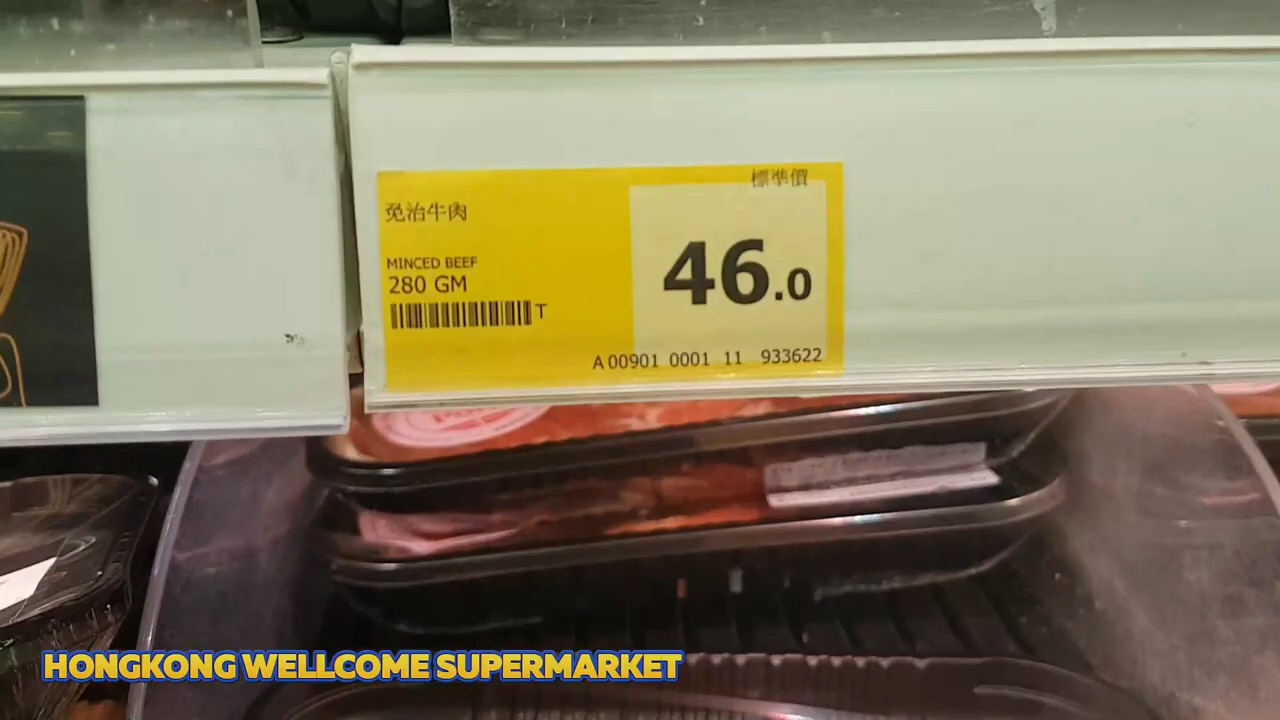 標準價
免治牛肉
46.0
MINCED BEEF
280 GM
T
A 00901 0001 11 933622
HONGKONG WELLCOME SUPERMARKET